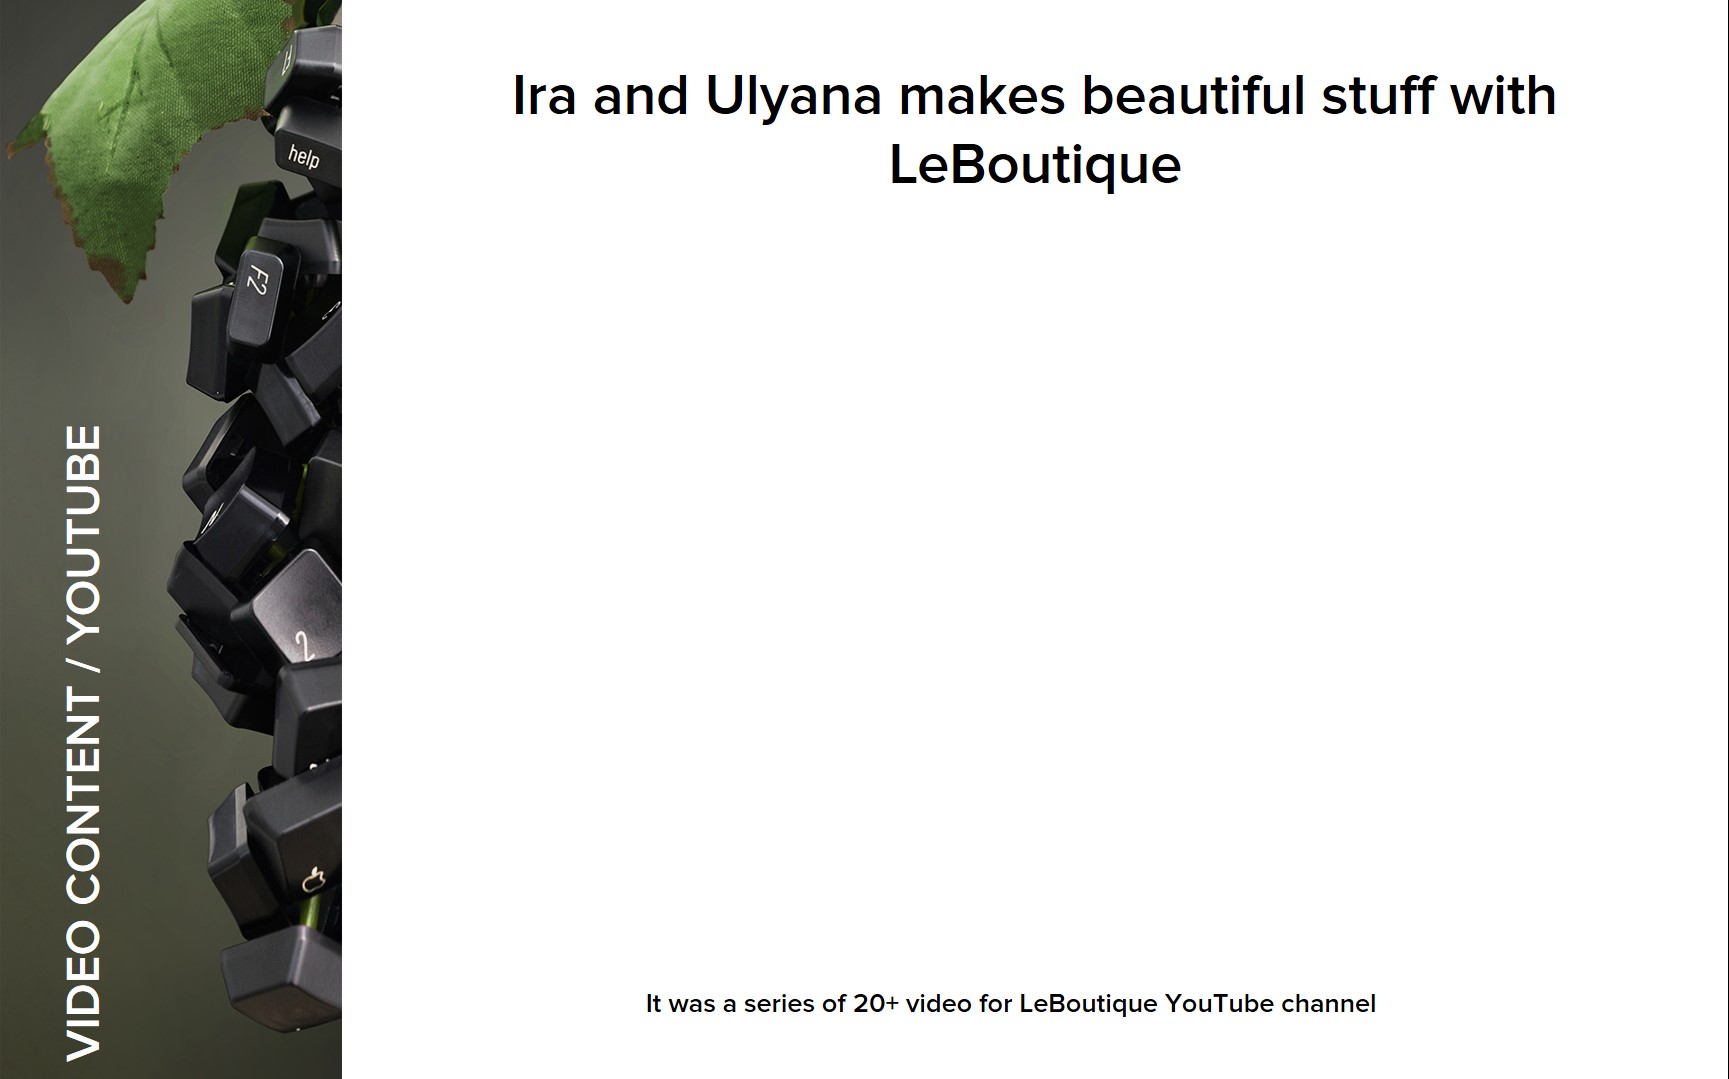 Ira and Ulyana makes beautiful stuff with
LeBoutique
help
F2
2
VIDEO CONTENT / YOUTUBE
It was a series of 20+ video for LeBoutique YouTube channel